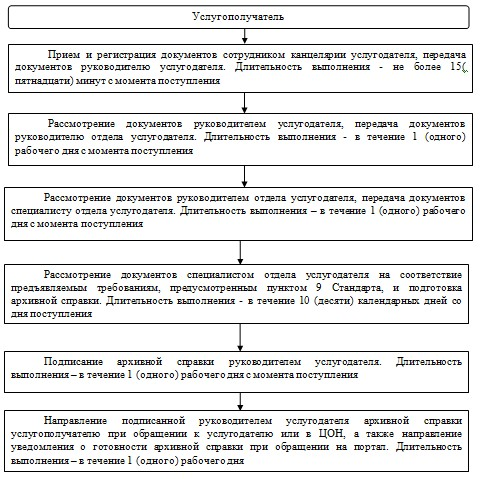 Услугополучатель
Прием и регистрация документов сотрудником канцелярии услугодателя, передача
документов руководителю услугодателя. Длительность выполнения - не более 15(
пятнадцати) минут с момента поступления
Рассмотрение документов руководителем услугодателя, передача документов
руководителю отдела услугодателя. Длительность выполнения - в течение 1 (одного)
рабочего дня с момента поступления
Рассмотрение документов руководителем отдела услугодателя, передача документов
специалисту отдела услугодателя. Длительность выполнения – в течение 1 (одного) рабочего
дня с момента поступления
Рассмотрение документов специалистом отдела услугодателя на соответствие
предъявляемым требованиям, предусмотренным пунктом 9 Стандарта, и подготовка
архивной справки. Длительность выполнения - в течение 10 (десяти) календарных дней со
дня поступления
Подписание архивной справки руководителем услугодателя. Длительность
выполнения – в течение 1 (одного) рабочего дня с момента поступления
Направление подписанной руководителем услугодателя архивной справки
услугополучателю при обращении к услугодателю или в ЦОН, а также направление
уведомления о готовности архивной справки при обращении на портал. Длительность
выполнения – в течение 1 (одного) рабочего дня